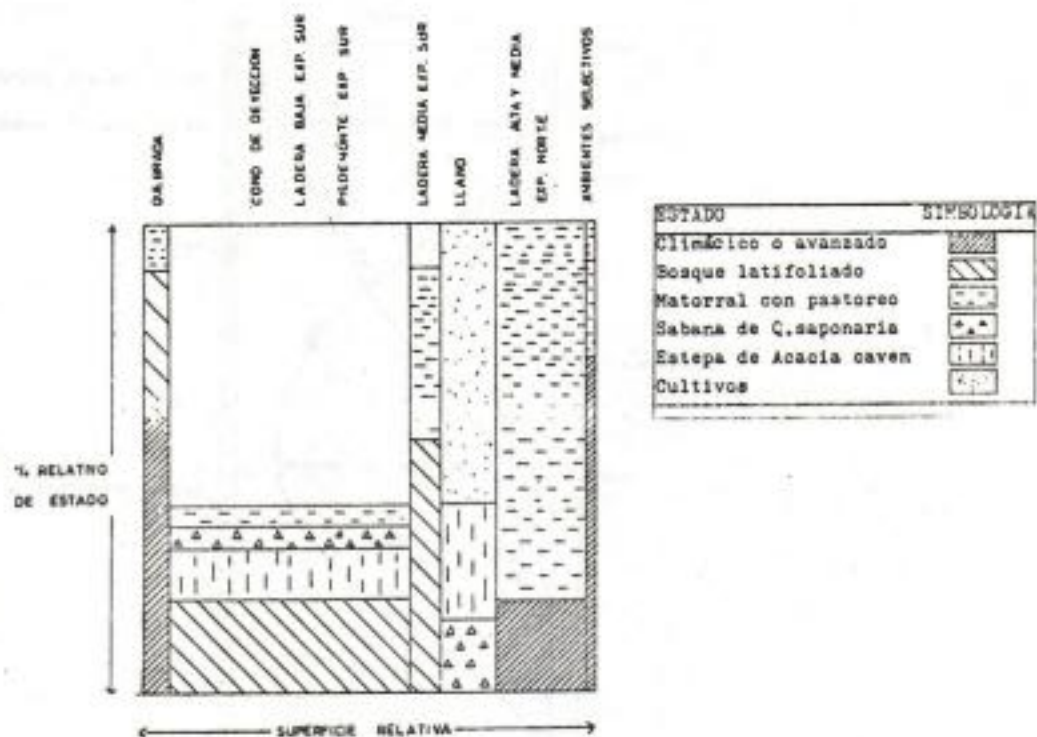 QUEBRADA
CONO DE DEYECCION
LADERA BAJA EXP. SUR
PIEDEMONTE EXP SUR
LADERA MEDIA EXP. SUR
LLANO
LADERA ALTA Y MEDIA
EXP. NORTE
AMBIENTES SELECTIVOS
ESTADO SIMBOLOGIA
Climácico o avanzado
Bosque latifoliado
Matorral con pastoreo
Sabana de Q.saponaria
Estepa de Acacia caven
Cultivos
% RELATIVO
DE ESTADO
SUPERFICIE RELATIVA